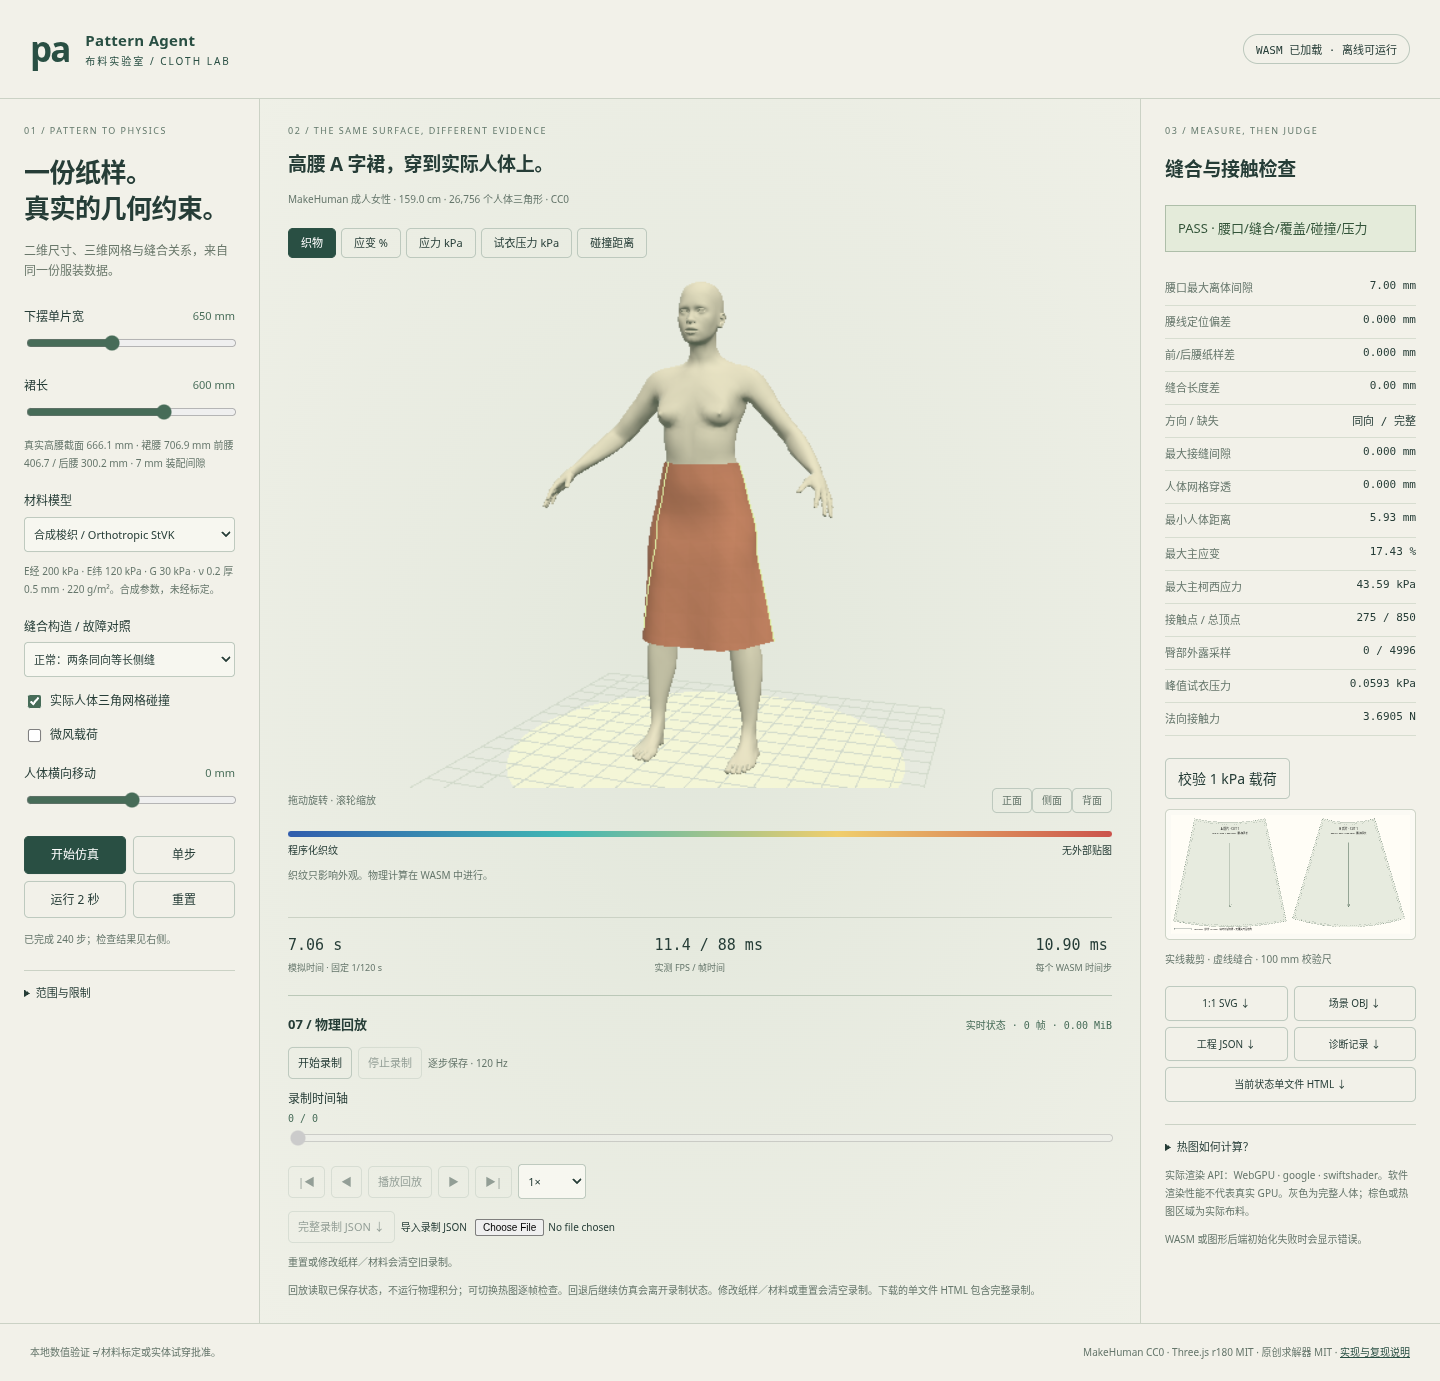 pa
Pattern Agent
布料实验室 / CLOTH LAB
WASM 已加载 · 离线可运行
01 / PATTERN TO PHYSICS
一份纸样。
真实的几何约束。
二维尺寸、三维网格与缝合关系，来自
同一份服装数据。
下摆单片宽 650 mm
裙长 600 mm
真实高腰截面 666.1 mm · 裙腰 706.9 mm 前腰
406.7 / 后腰 300.2 mm · 7 mm 装配间隙
材料模型
合成梭织 / Orthotropic StVK
E经 200 kPa · E纬 120 kPa · G 30 kPa · ν 0.2 厚
0.5 mm · 220 g/m²。合成参数，未经标定。
缝合构造 / 故障对照
正常：两条同向等长侧缝
实际人体三角网格碰撞
微风载荷
人体横向移动 0 mm
开始仿真 单步
运行 2 秒 重置
已完成 240 步；检查结果见右侧。
范围与限制
02 / THE SAME SURFACE, DIFFERENT EVIDENCE
高腰 A 字裙，穿到实际人体上。
MakeHuman 成人女性 · 159.0 cm · 26,756 个人体三角形 · CC0
织物 应变 % 应力 kPa 试衣压力 kPa 碰撞距离
拖动旋转 · 滚轮缩放 正面 侧面 背面
程序化织纹 无外部贴图
织纹只影响外观。物理计算在 WASM 中进行。
7.06 s 11.4 / 88 ms 10.90 ms
模拟时间 · 固定 1/120 s 实测 FPS / 帧时间 每个 WASM 时间步
07 / 物理回放 实时状态 · 0 帧 · 0.00 MiB
开始录制 停止录制 逐步保存 · 120 Hz
录制时间轴
0 / 0
|◀ ◀ 播放回放 ▶ ▶| 1×
完整录制 JSON ↓ 导入录制 JSON Choose File No file chosen
重置或修改纸样／材料会清空旧录制。
回放读取已保存状态，不运行物理积分；可切换热图逐帧检查。回退后继续仿真会离开录制状态。修改纸样／材料或重置会清空录制。下载的单文件 HTML 包含完整录制。
03 / MEASURE, THEN JUDGE
缝合与接触检查
PASS · 腰口/缝合/覆盖/碰撞/压力
腰口最大离体间隙 7.00 mm
腰线定位偏差 0.000 mm
前/后腰纸样差 0.000 mm
缝合长度差 0.00 mm
方向 / 缺失 同向 / 完整
最大接缝间隙 0.000 mm
人体网格穿透 0.000 mm
最小人体距离 5.93 mm
最大主应变 17.43 %
最大主柯西应力 43.59 kPa
接触点 / 总顶点 275 / 850
臀部外露采样 0 / 4996
峰值试衣压力 0.0593 kPa
法向接触力 3.6905 N
校验 1 kPa 载荷
实线裁剪 · 虚线缝合 · 100 mm 校验尺
1:1 SVG ↓ 场景 OBJ ↓
工程 JSON ↓ 诊断记录 ↓
当前状态单文件 HTML ↓
热图如何计算？
实际渲染 API：WebGPU · google · swiftshader。软件
渲染性能不代表真实 GPU。灰色为完整人体；棕色或热
图区域为实际布料。
WASM 或图形后端初始化失败时会显示错误。
本地数值验证 ≠ 材料标定或实体试穿批准。
MakeHuman CC0 · Three.js r180 MIT · 原创求解器 MIT · 实现与复现说明